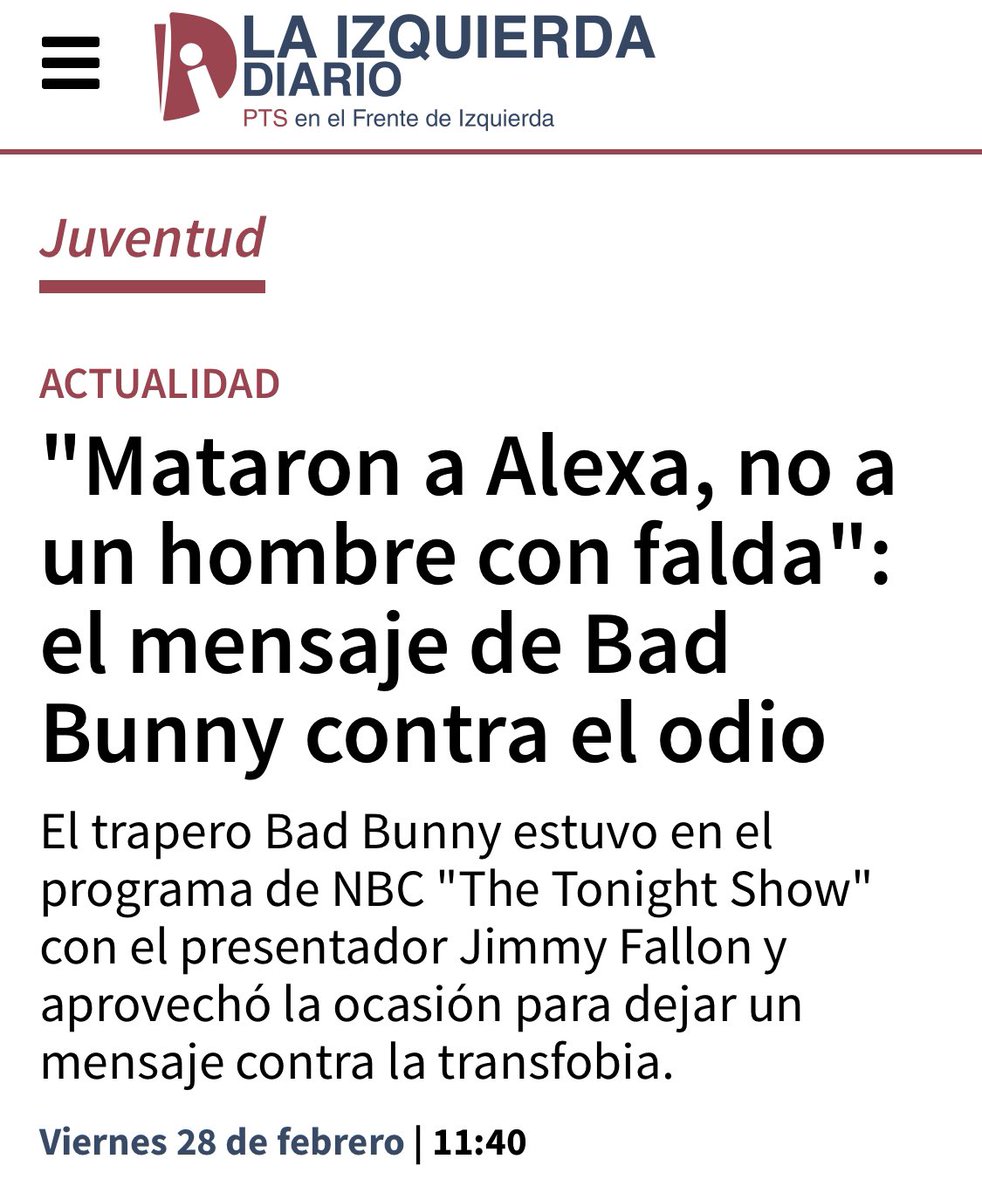 LA IZQUIERDA
DIARIO
PTS en el Frente de Izquierda
Juventud
ACTUALIDAD
"Mataron a Alexa, no a
un hombre con falda":
el mensaje de Bad
Bunny contra el odio
El trapero Bad Bunny estuvo en el
programa de NBC "The Tonight Show"
con el presentador Jimmy Fallon y
aprovechó la ocasión para dejar un
mensaje contra la transfobia.
Viernes 28 de febrero | 11:40